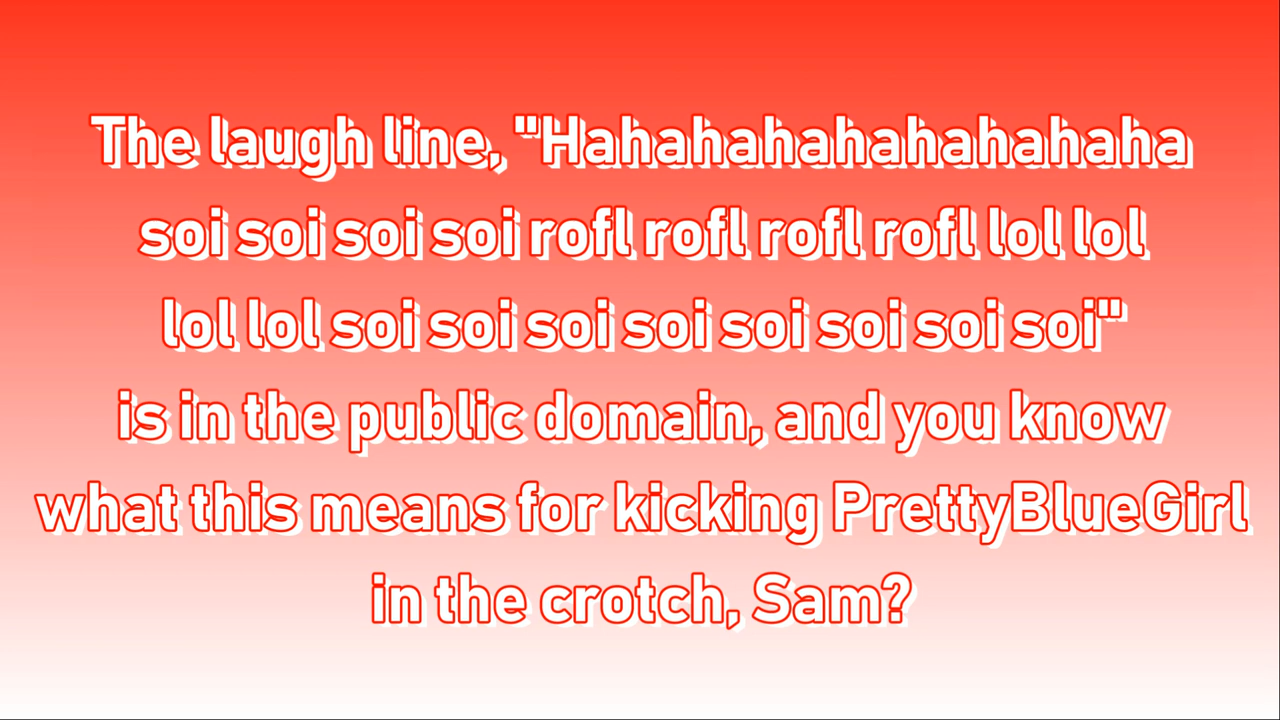 The laugh line, "Hahahahahahahahahaha
soi soi soi soi rofl rofl rofl rofl lol lol
lol lol soi soi soi soi soi soi soi soi"
is in the public domain, and you know
what this means for kicking PrettyBlueGirl
in the crotch, Sam?